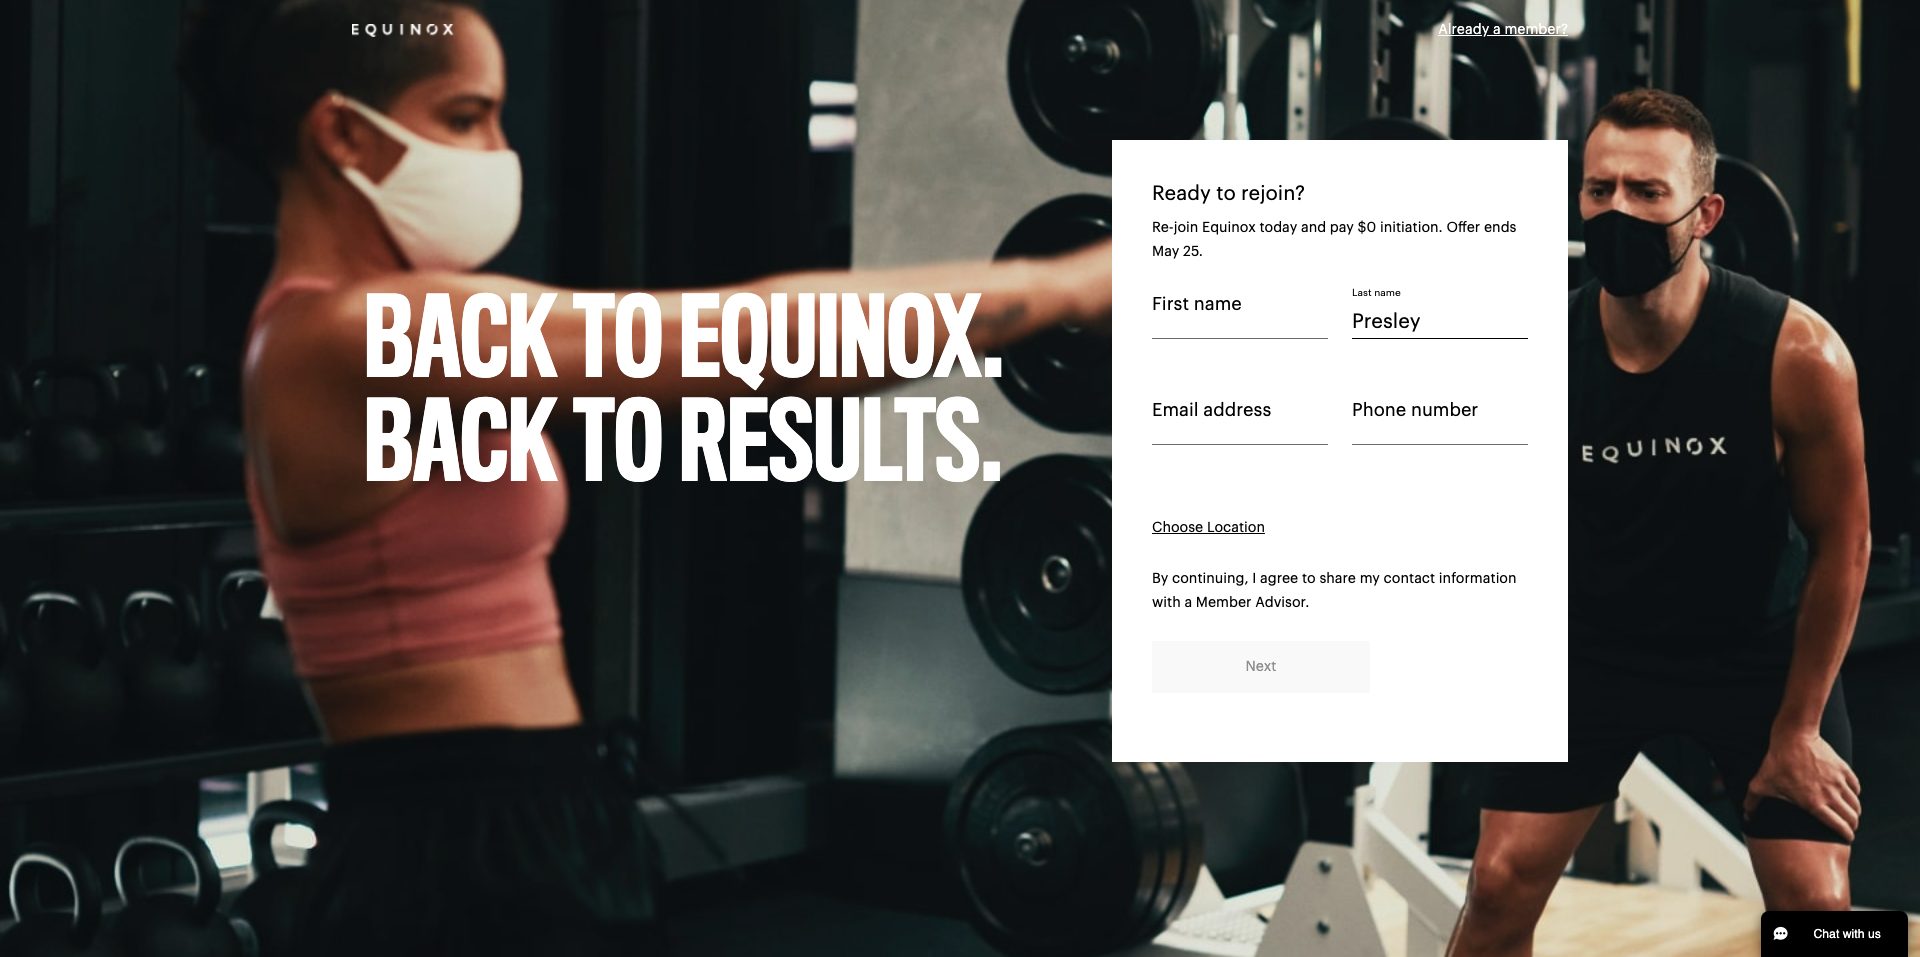 EQUINOX
Already a member?
BACK TO EQUINOX.
BACK TO RESULTS.
Ready to rejoin?
Re-join Equinox today and pay $0 initiation. Offer ends
May 25.
First name
Last name
Presley
Email address
Phone number
Choose Location
By continuing, I agree to share my contact information
with a Member Advisor.
Next
EQUINOX
Chat with us